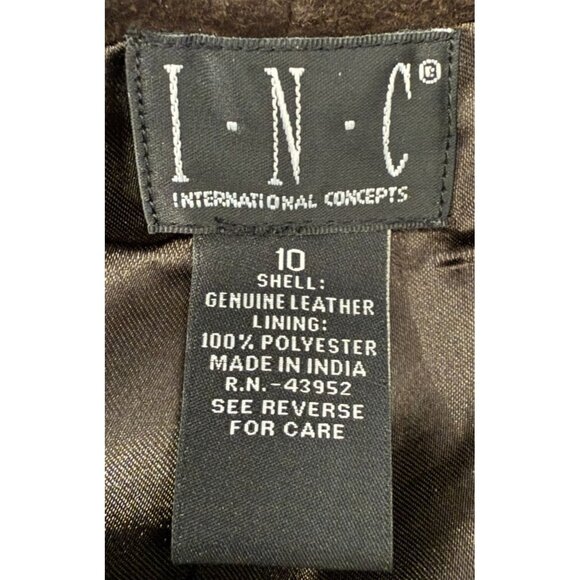 I·N·C®
INTERNATIONAL CONCEPTS
10
SHELL:
GENUINE LEATHER
LINING:
100% POLYESTER
MADE IN INDIA
R.N.-43952
SEE REVERSE
FOR CARE